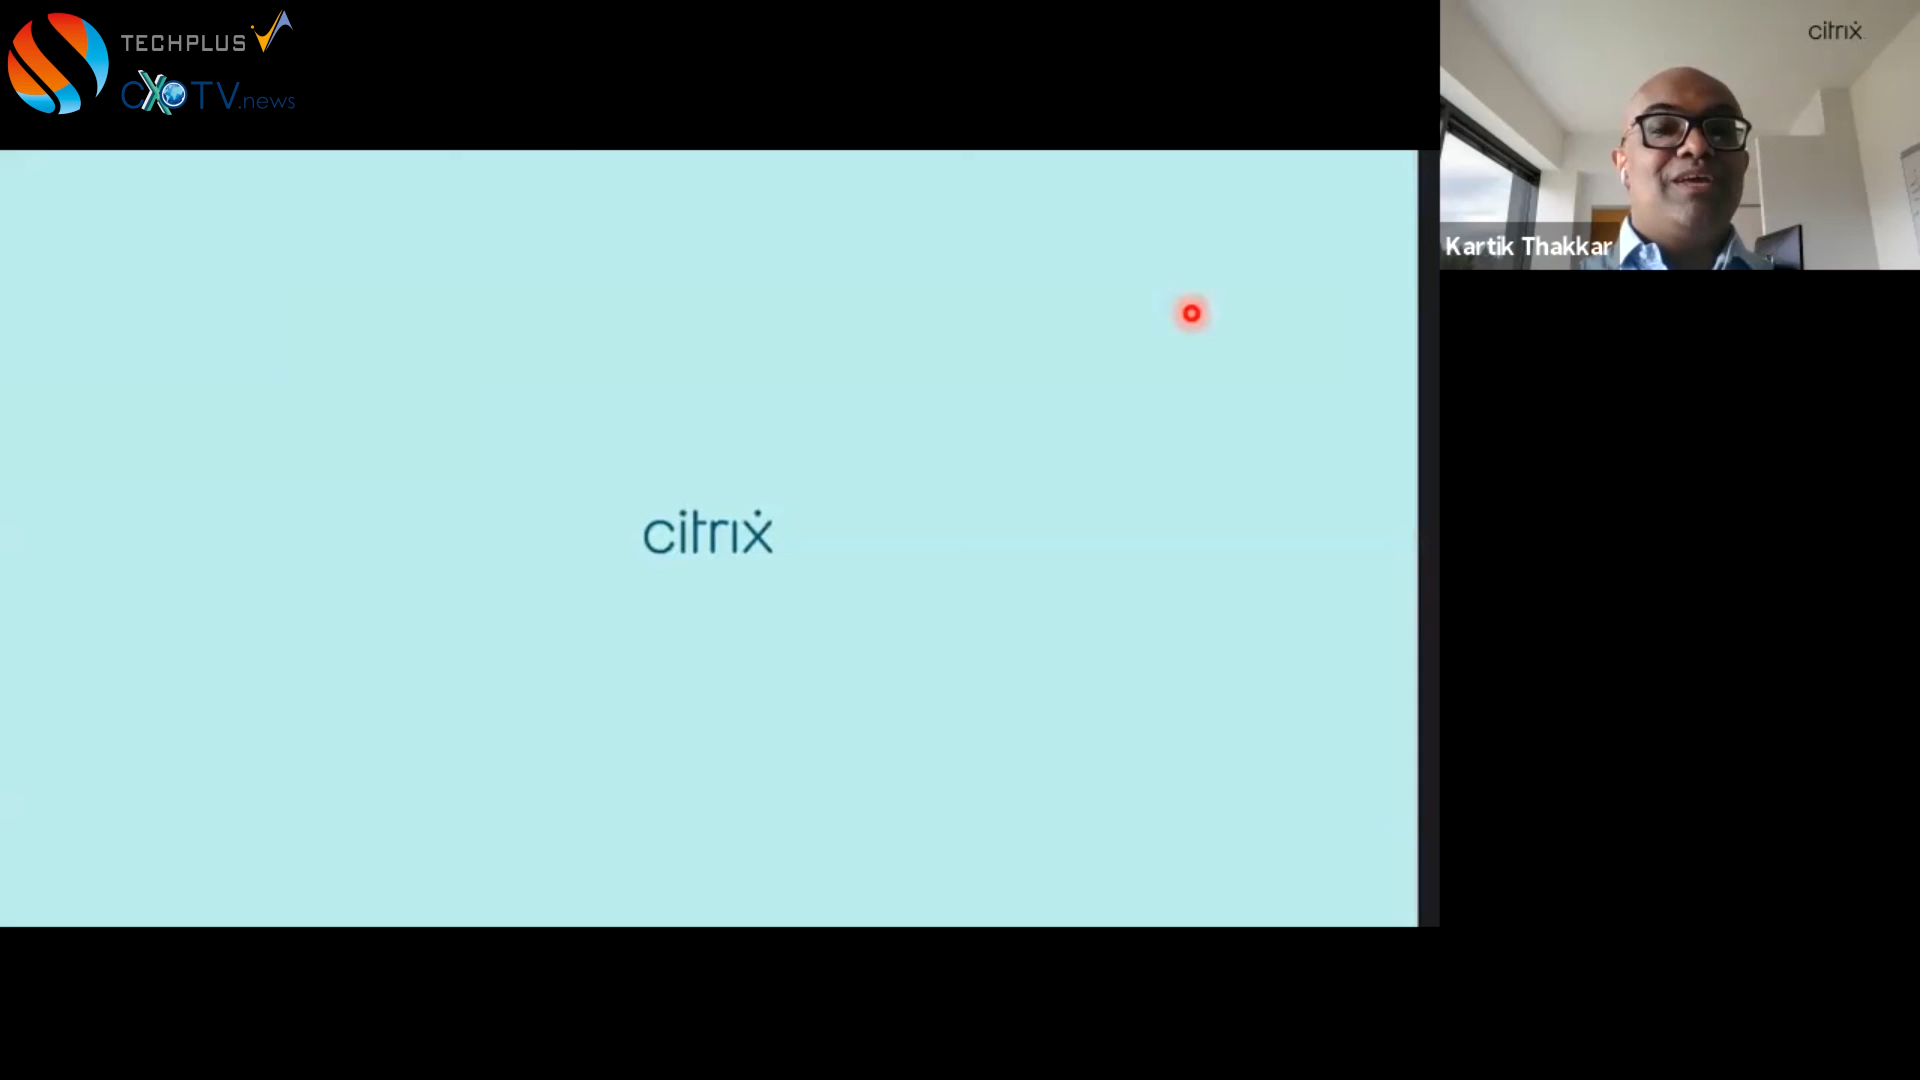 TECHPLUS
CXOTV.news
citrix
Kartik Thakkar
citrix